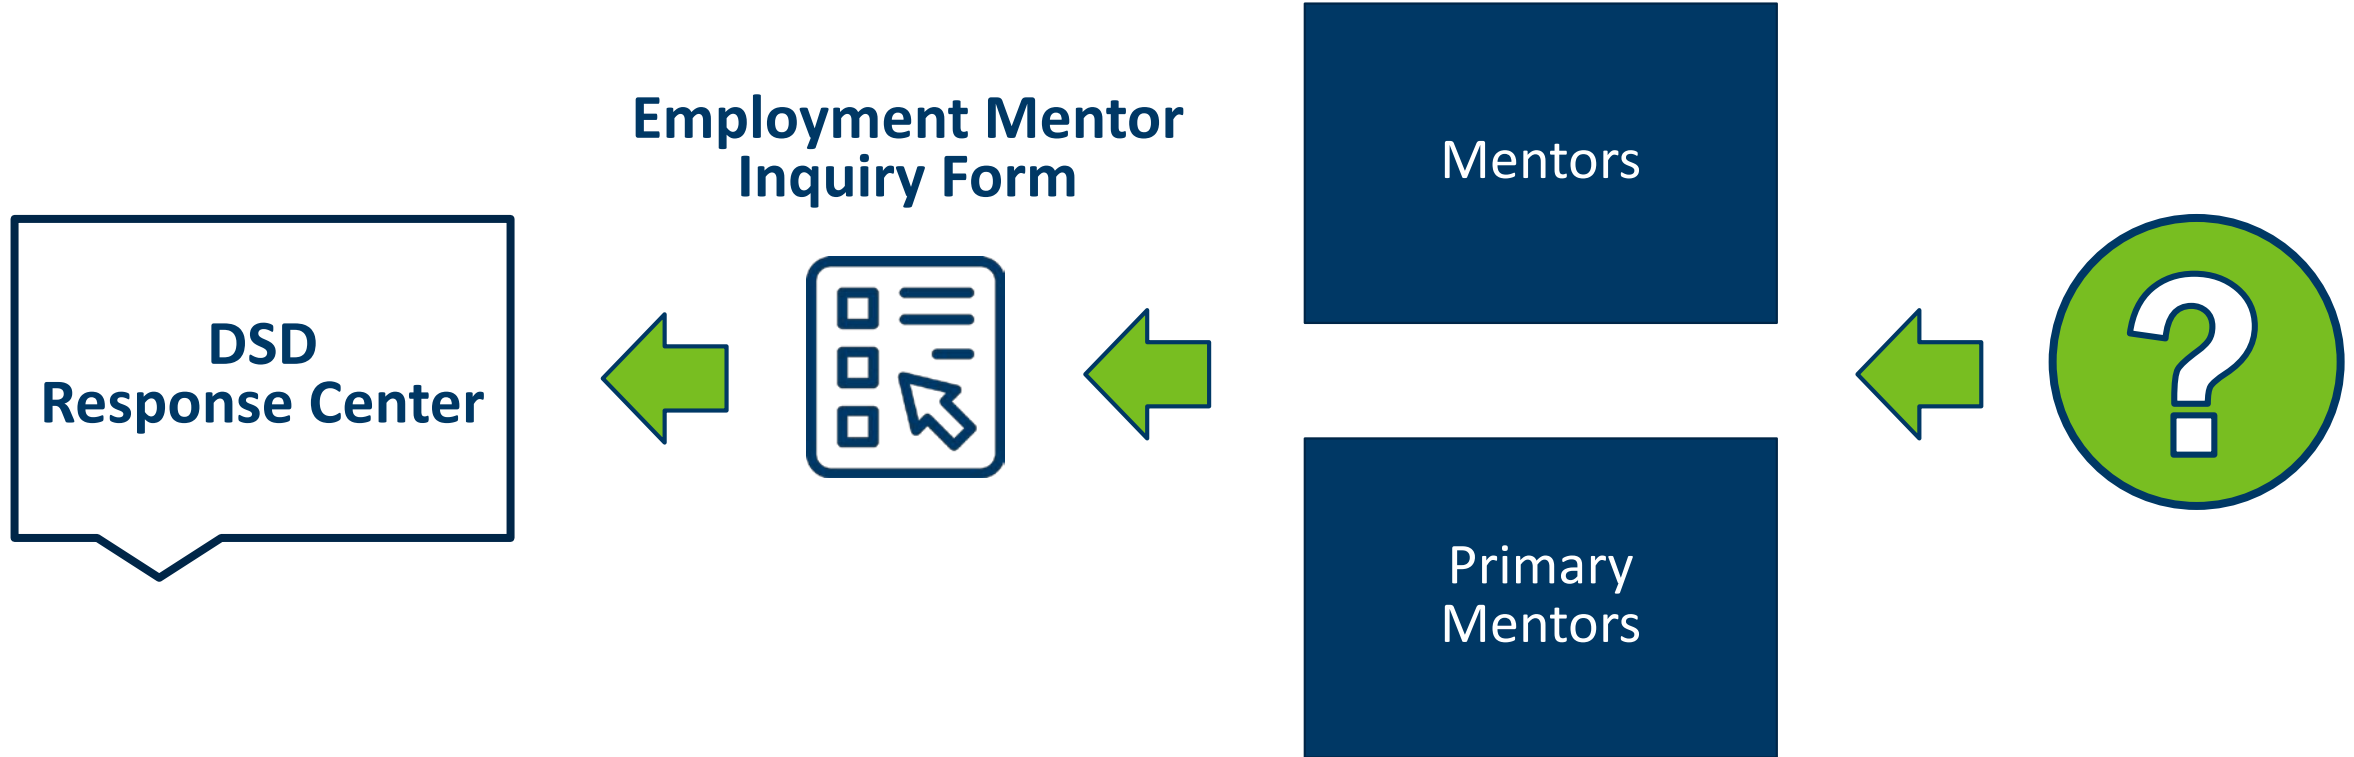 Employment Mentor
Inquiry Form
DSD
Response Center
Mentors
Primary
Mentors
?